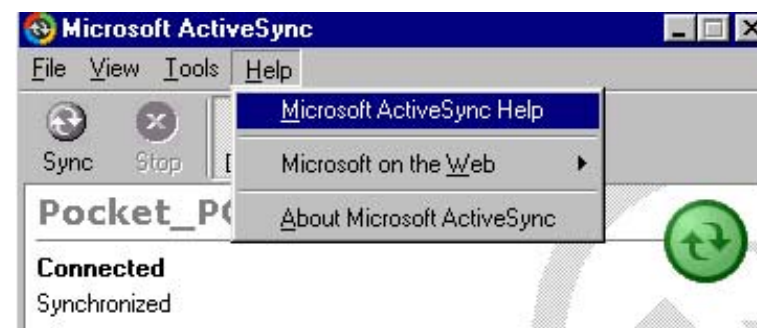 Microsoft ActiveSync
File View Tools Help
Microsoft ActiveSync Help
Sync Stop
Microsoft on the Web
About Microsoft ActiveSync
Connected
Synchronized